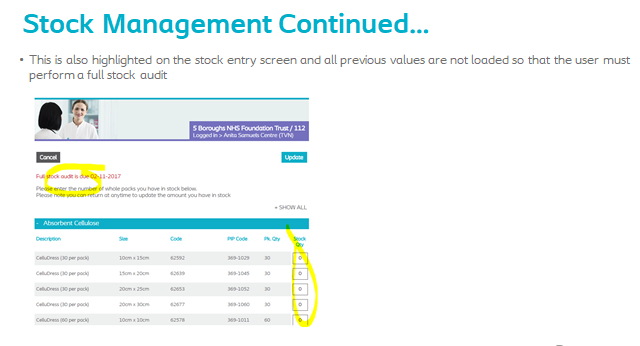 Stock Management Continued...
• This is also highlighted on the stock entry screen and all previous values are not loaded so that the user must
perform a full stock audit
5 Boroughs NHS Foundation Trust / 112
Logged in > Anita Samuels Centre (TVN)
Cancel
Update
Full stock audit is due 02-11-2017
Please enter the number of whole packs you have in stock below.
Please note you can return at anytime to update the amount you have in stock
+ SHOW ALL
- Absorbent Cellulose
Description Size Code PIP Code Pk. Qty. Stock
Qty
CelluDress (30 per pack) 10cm x 15cm 62592 369-1029 30 0
CelluDress (30 per pack) 15cm x 20cm 62639 369-1045 30 0
CelluDress (30 per pack) 20cm x 25cm 62653 369-1052 30 0
CelluDress (30 per pack) 20cm x 30cm 62677 369-1060 30 0
CelluDress (60 per pack) 10cm x 10cm 62578 369-1011 60 0